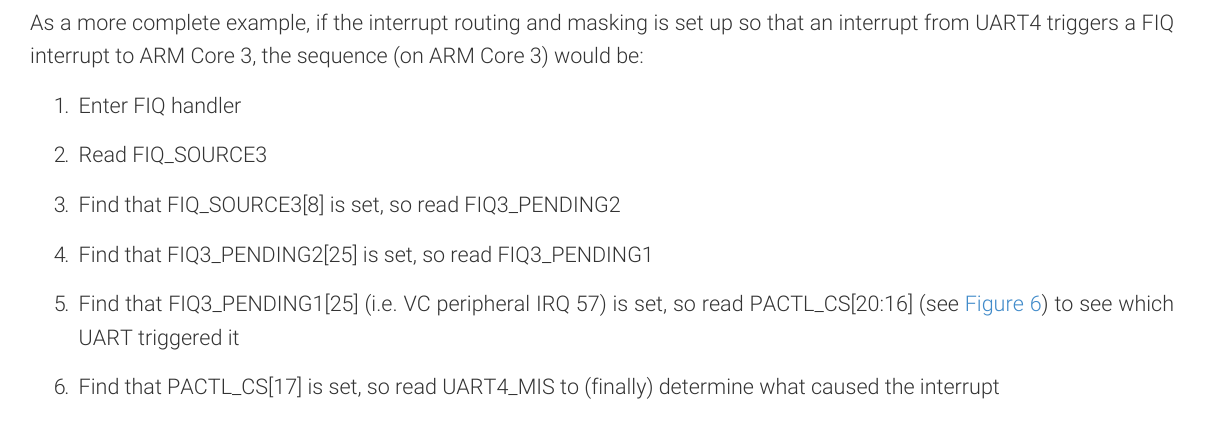 As a more complete example, if the interrupt routing and masking is set up so that an interrupt from UART4 triggers a FIQ
interrupt to ARM Core 3, the sequence (on ARM Core 3) would be:
1. Enter FIQ handler
2. Read FIQ_SOURCE3
3. Find that FIQ_SOURCE3[8] is set, so read FIQ3_PENDING2
4. Find that FIQ3_PENDING2[25] is set, so read FIQ3_PENDING1
5. Find that FIQ3_PENDING1[25] (i.e. VC peripheral IRQ 57) is set, so read PACTL_CS[20:16] (see Figure 6) to see which
UART triggered it
6. Find that PACTL_CS[17] is set, so read UART4_MIS to (finally) determine what caused the interrupt